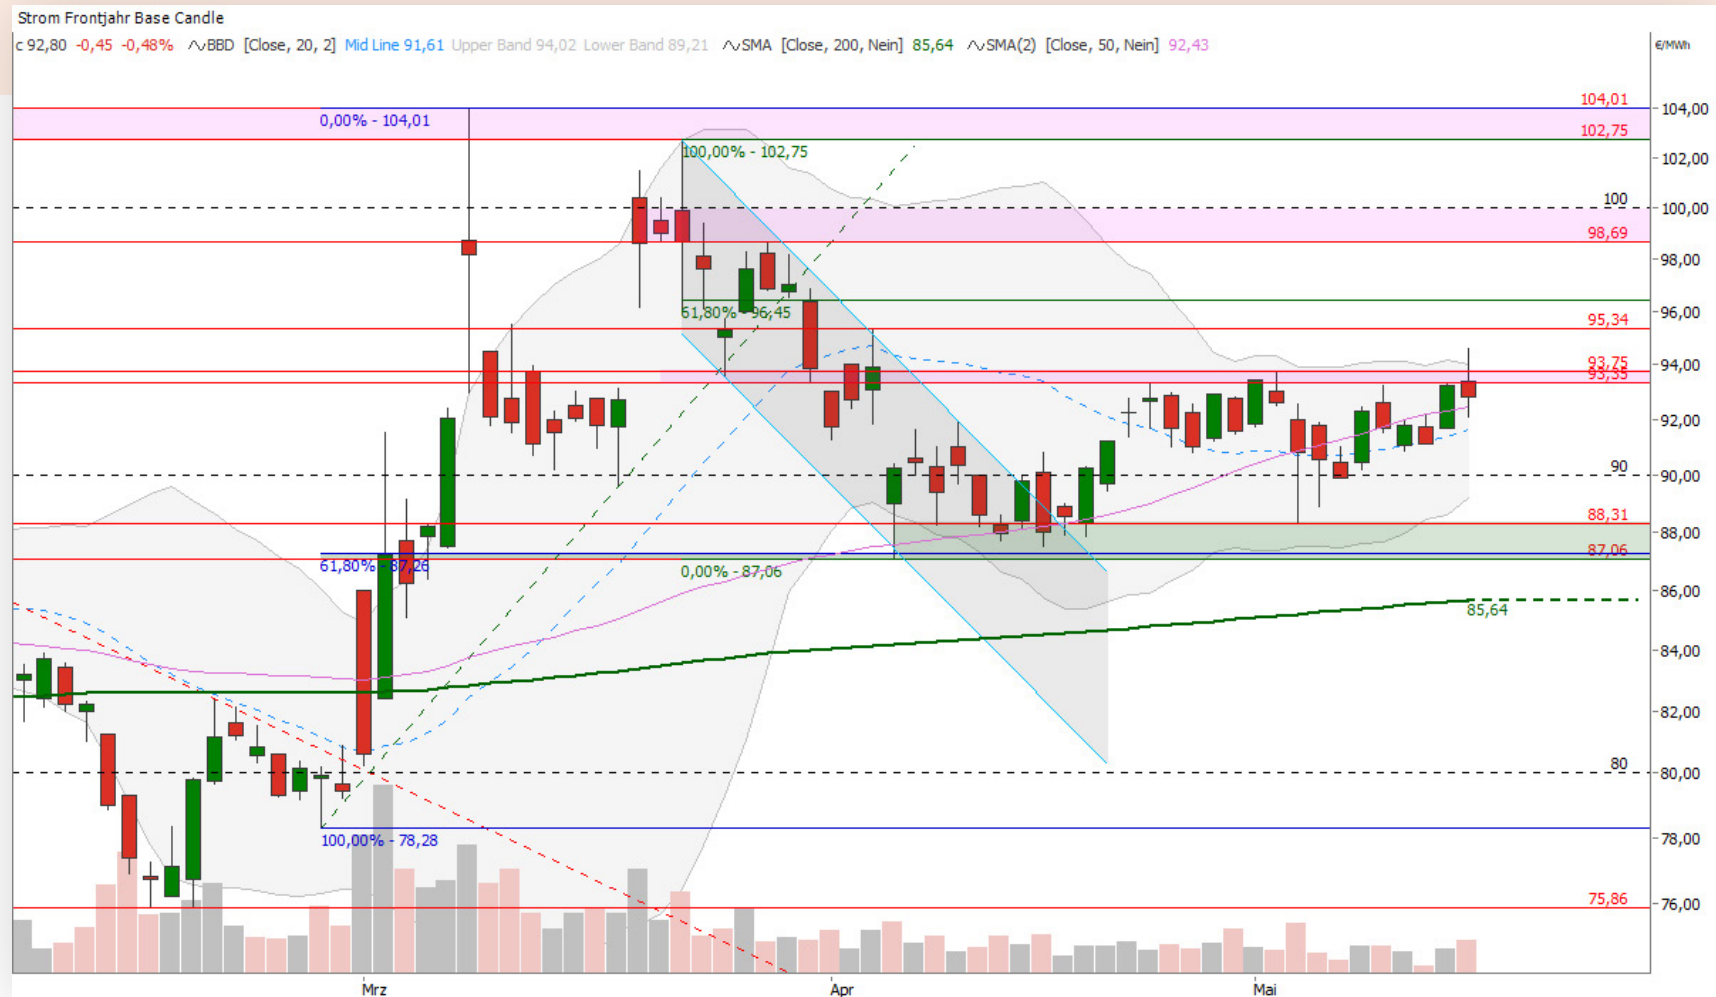 Strom Frontjahr Base Candle
c 92,80 -0,45 -0,48% BBD [Close, 20, 2] Mid Line 91,61 Upper Band 94,02 Lower Band 89,21 SMA [Close, 200, Nein] 85,64 SMA(2) [Close, 50, Nein] 92,43
€/MWh
104,01
104,00
0,00% - 104,01
102,75
100,00% - 102,75
102,00
100
100,00
98,69
98,00
61,80% - 96,45
96,00
95,34
93,75
94,00
93,35
92,00
90
90,00
88,31
88,00
87,06
61,80% - 87,26
0,00% - 87,06
86,00
85,64
84,00
82,00
80
80,00
100,00% - 78,28
78,00
75,86
76,00
Mrz
Apr
Mai